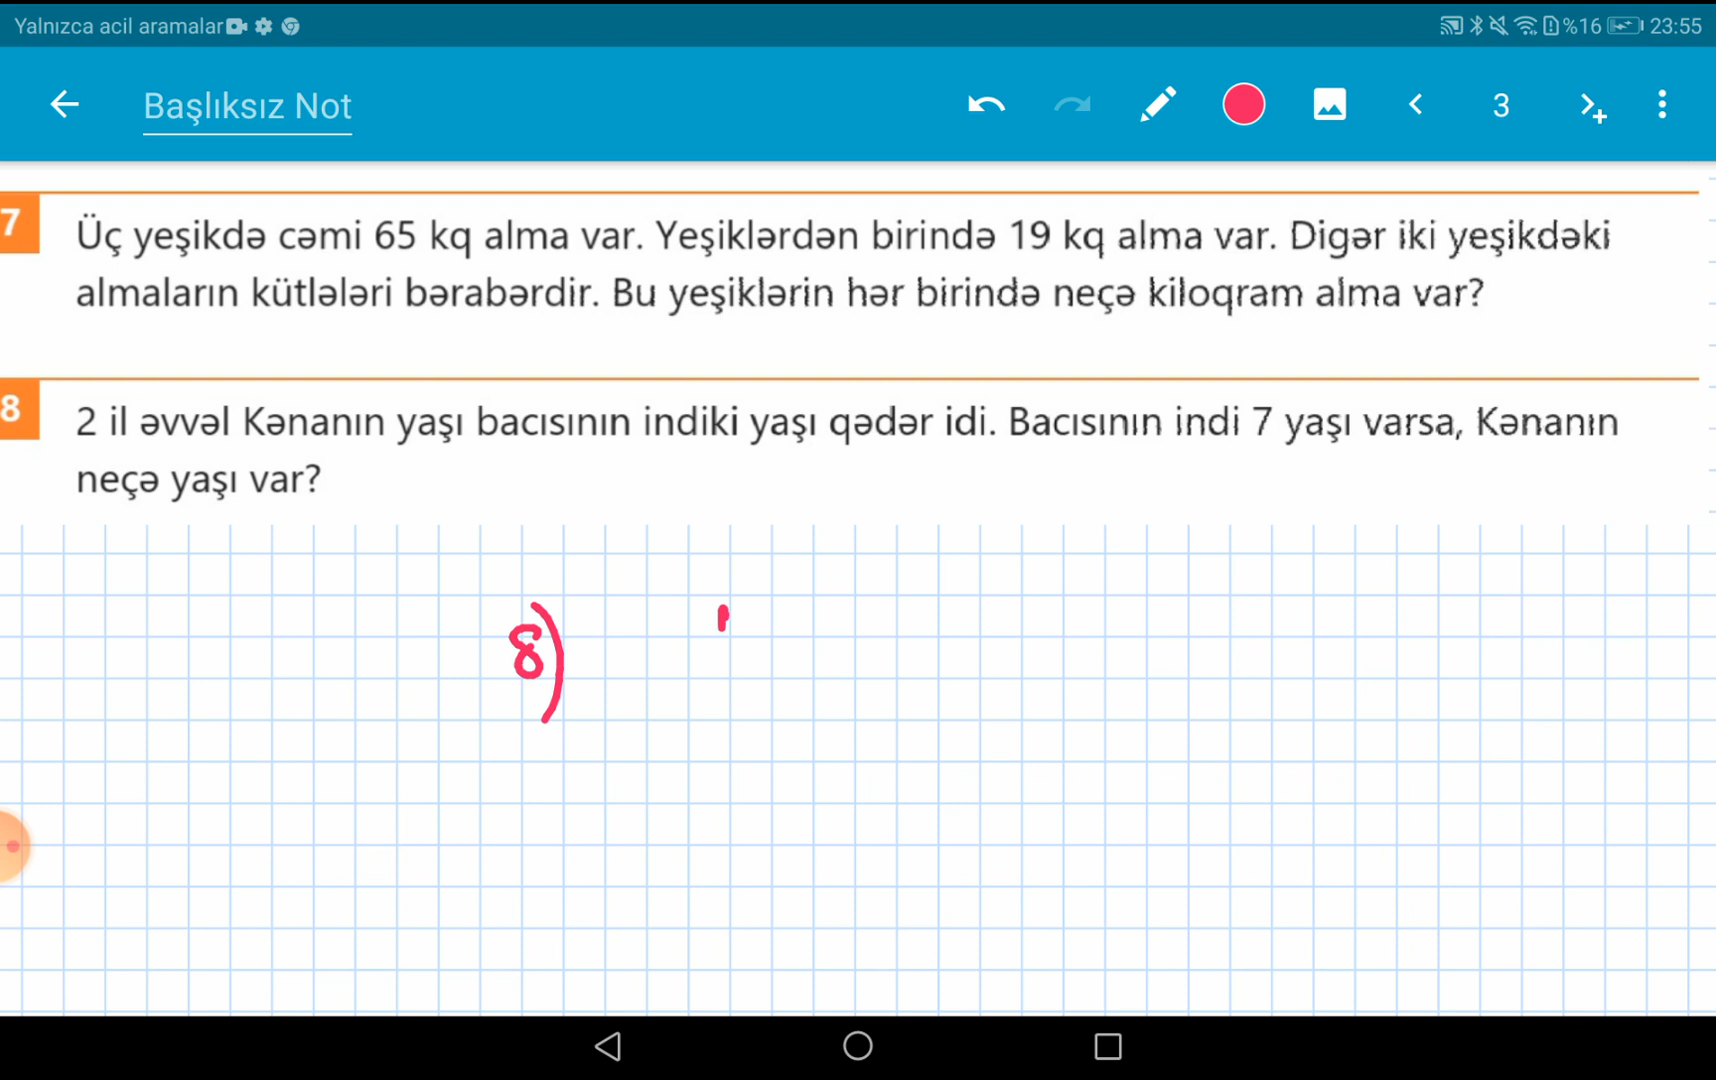 Yalnızca acil aramalar %16 23:55
Başlıksız Not 3
7 Üç yeşikdə cəmi 65 kq alma var. Yeşiklərdən birində 19 kq alma var. Digər iki yeşikdəki
almaların kütlələri bərabərdir. Bu yeşiklərin hər birində neçə kiloqram alma var?
8 2 il əvvəl Kənanın yaşı bacısının indiki yaşı qədər idi. Bacısının indi 7 yaşı varsa, Kənanın
neçə yaşı var?
8)